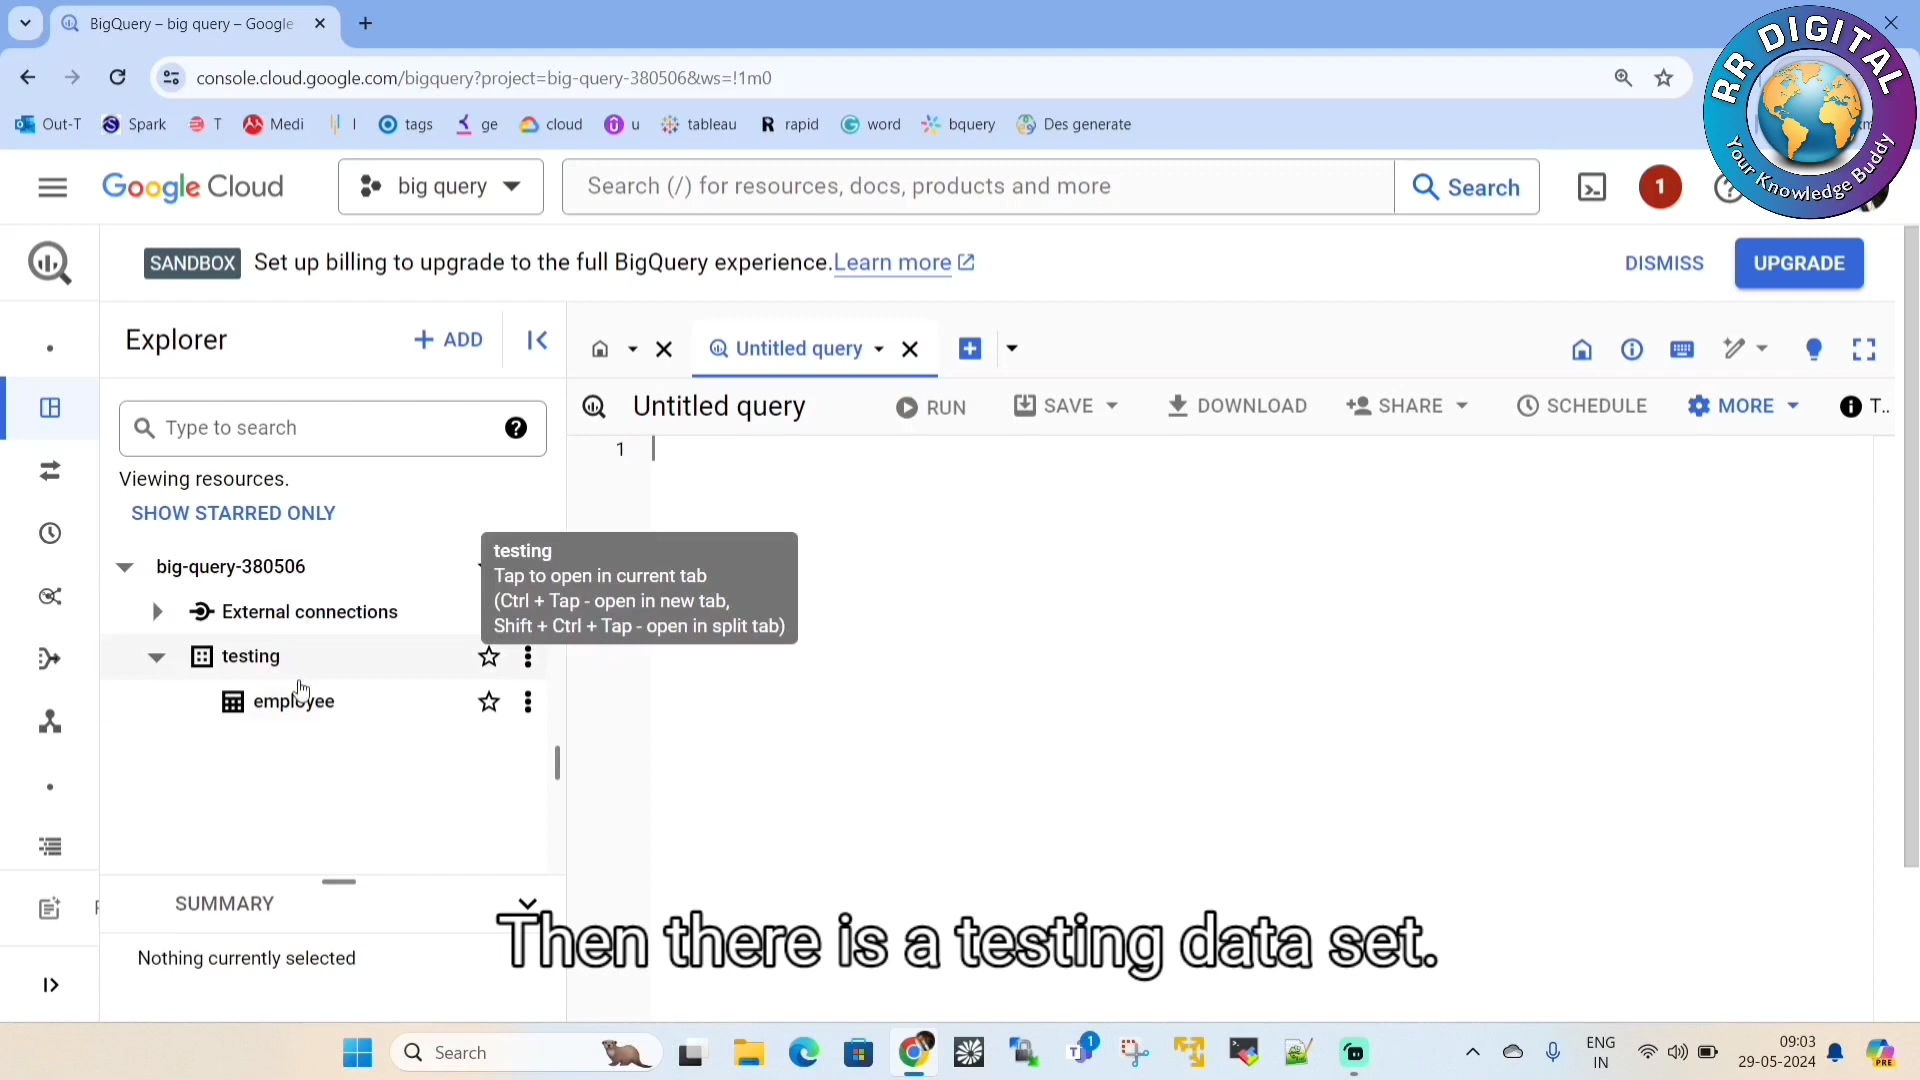 BigQuery – big query – Google
console.cloud.google.com/bigquery?project=big-query-380506&ws=!1m0
Out-T Spark T Medi I tags ge cloud u tableau rapid word bquery Des generate
RR DIGITAL
Your Knowledge Buddy
Google Cloud
big query
Search (/) for resources, docs, products and more
Search
1
SANDBOX Set up billing to upgrade to the full BigQuery experience. Learn more
DISMISS
UPGRADE
Explorer
+ ADD
Untitled query
Untitled query
RUN SAVE DOWNLOAD SHARE SCHEDULE MORE T..
Type to search
1
Viewing resources.
SHOW STARRED ONLY
big-query-380506
External connections
testing
employee
testing
Tap to open in current tab
(Ctrl + Tap - open in new tab,
Shift + Ctrl + Tap - open in split tab)
SUMMARY
Nothing currently selected
Then there is a testing data set.
Search
1
ENG
IN
09:03
29-05-2024
PRE